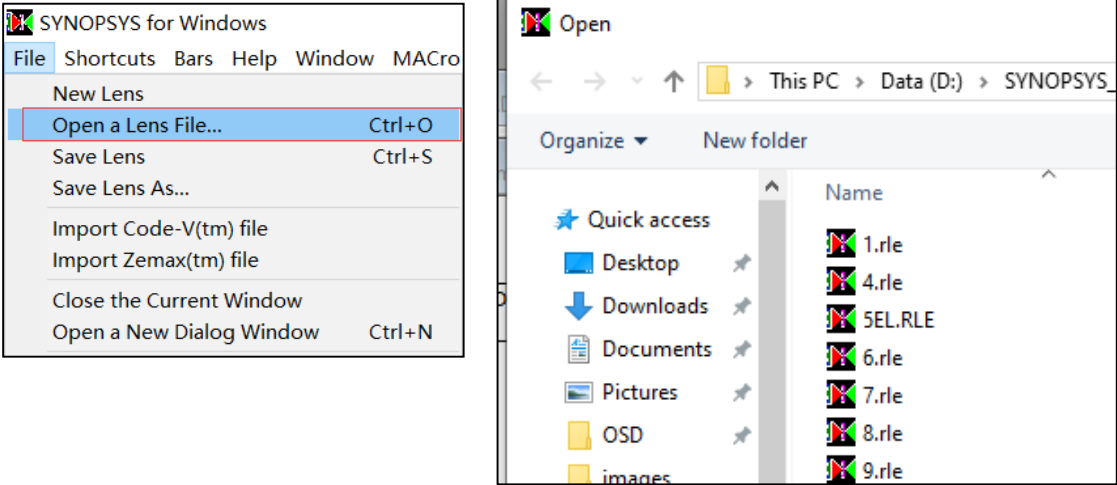 SYNOPSYS for Windows
File Shortcuts Bars Help Window MACro
New Lens
Open a Lens File... Ctrl+O
Save Lens Ctrl+S
Save Lens As...
Import Code-V(tm) file
Import Zemax(tm) file
Close the Current Window
Open a New Dialog Window Ctrl+N
Open
This PC > Data (D:) > SYNOPSYS_
Organize New folder
Name
Quick access
Desktop
Downloads
Documents
Pictures
OSD
images
1.rle
4.rle
5EL.RLE
6.rle
7.rle
8.rle
9.rle